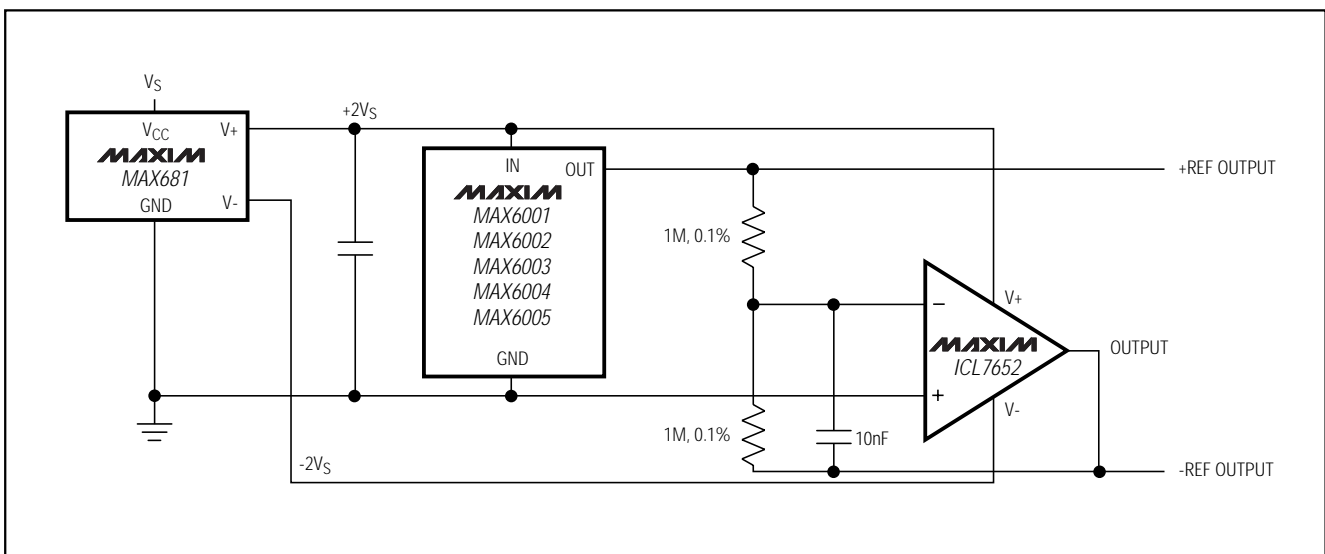 VS
+2VS
VCC
V+
MAXIM
MAX681
GND
V-
IN
OUT
MAXIM
MAX6001
MAX6002
MAX6003
MAX6004
MAX6005
GND
+REF OUTPUT
1M, 0.1%
−
V+
MAXIM
ICL7652
OUTPUT
+
V-
1M, 0.1%
10nF
-2VS
-REF OUTPUT